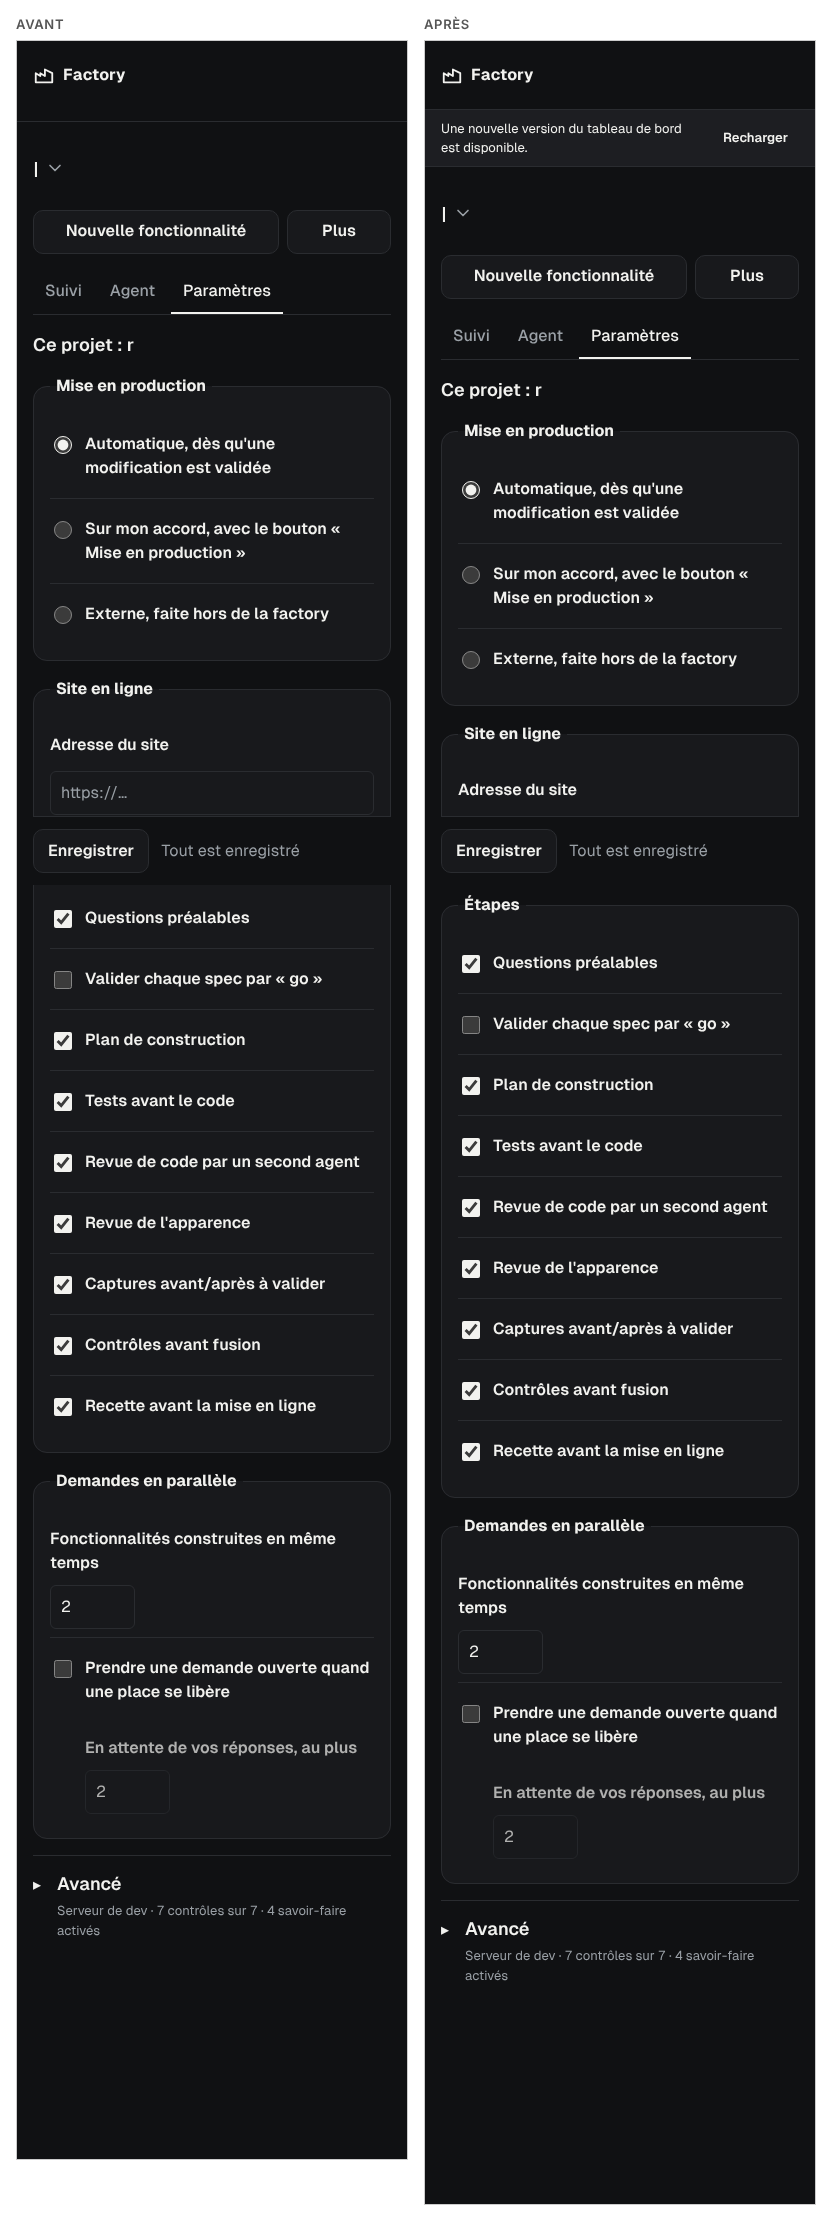 AVANT
Factory
Nouvelle fonctionnalité
Plus
Suivi
Agent
Paramètres
Ce projet : r
Mise en production
Automatique, dès qu'une
modification est validée
Sur mon accord, avec le bouton «
Mise en production »
Externe, faite hors de la factory
Site en ligne
Adresse du site
https://...
Enregistrer
Tout est enregistré
Questions préalables
Valider chaque spec par « go »
Plan de construction
Tests avant le code
Revue de code par un second agent
Revue de l'apparence
Captures avant/après à valider
Contrôles avant fusion
Recette avant la mise en ligne
Demandes en parallèle
Fonctionnalités construites en même
temps
2
Prendre une demande ouverte quand
une place se libère
En attente de vos réponses, au plus
2
Avancé
Serveur de dev · 7 contrôles sur 7 · 4 savoir-faire
activés
APRÈS
Factory
Une nouvelle version du tableau de bord
est disponible.
Recharger
Nouvelle fonctionnalité
Plus
Suivi
Agent
Paramètres
Ce projet : r
Mise en production
Automatique, dès qu'une
modification est validée
Sur mon accord, avec le bouton «
Mise en production »
Externe, faite hors de la factory
Site en ligne
Adresse du site
Enregistrer
Tout est enregistré
Étapes
Questions préalables
Valider chaque spec par « go »
Plan de construction
Tests avant le code
Revue de code par un second agent
Revue de l'apparence
Captures avant/après à valider
Contrôles avant fusion
Recette avant la mise en ligne
Demandes en parallèle
Fonctionnalités construites en même
temps
2
Prendre une demande ouverte quand
une place se libère
En attente de vos réponses, au plus
2
Avancé
Serveur de dev · 7 contrôles sur 7 · 4 savoir-faire
activés